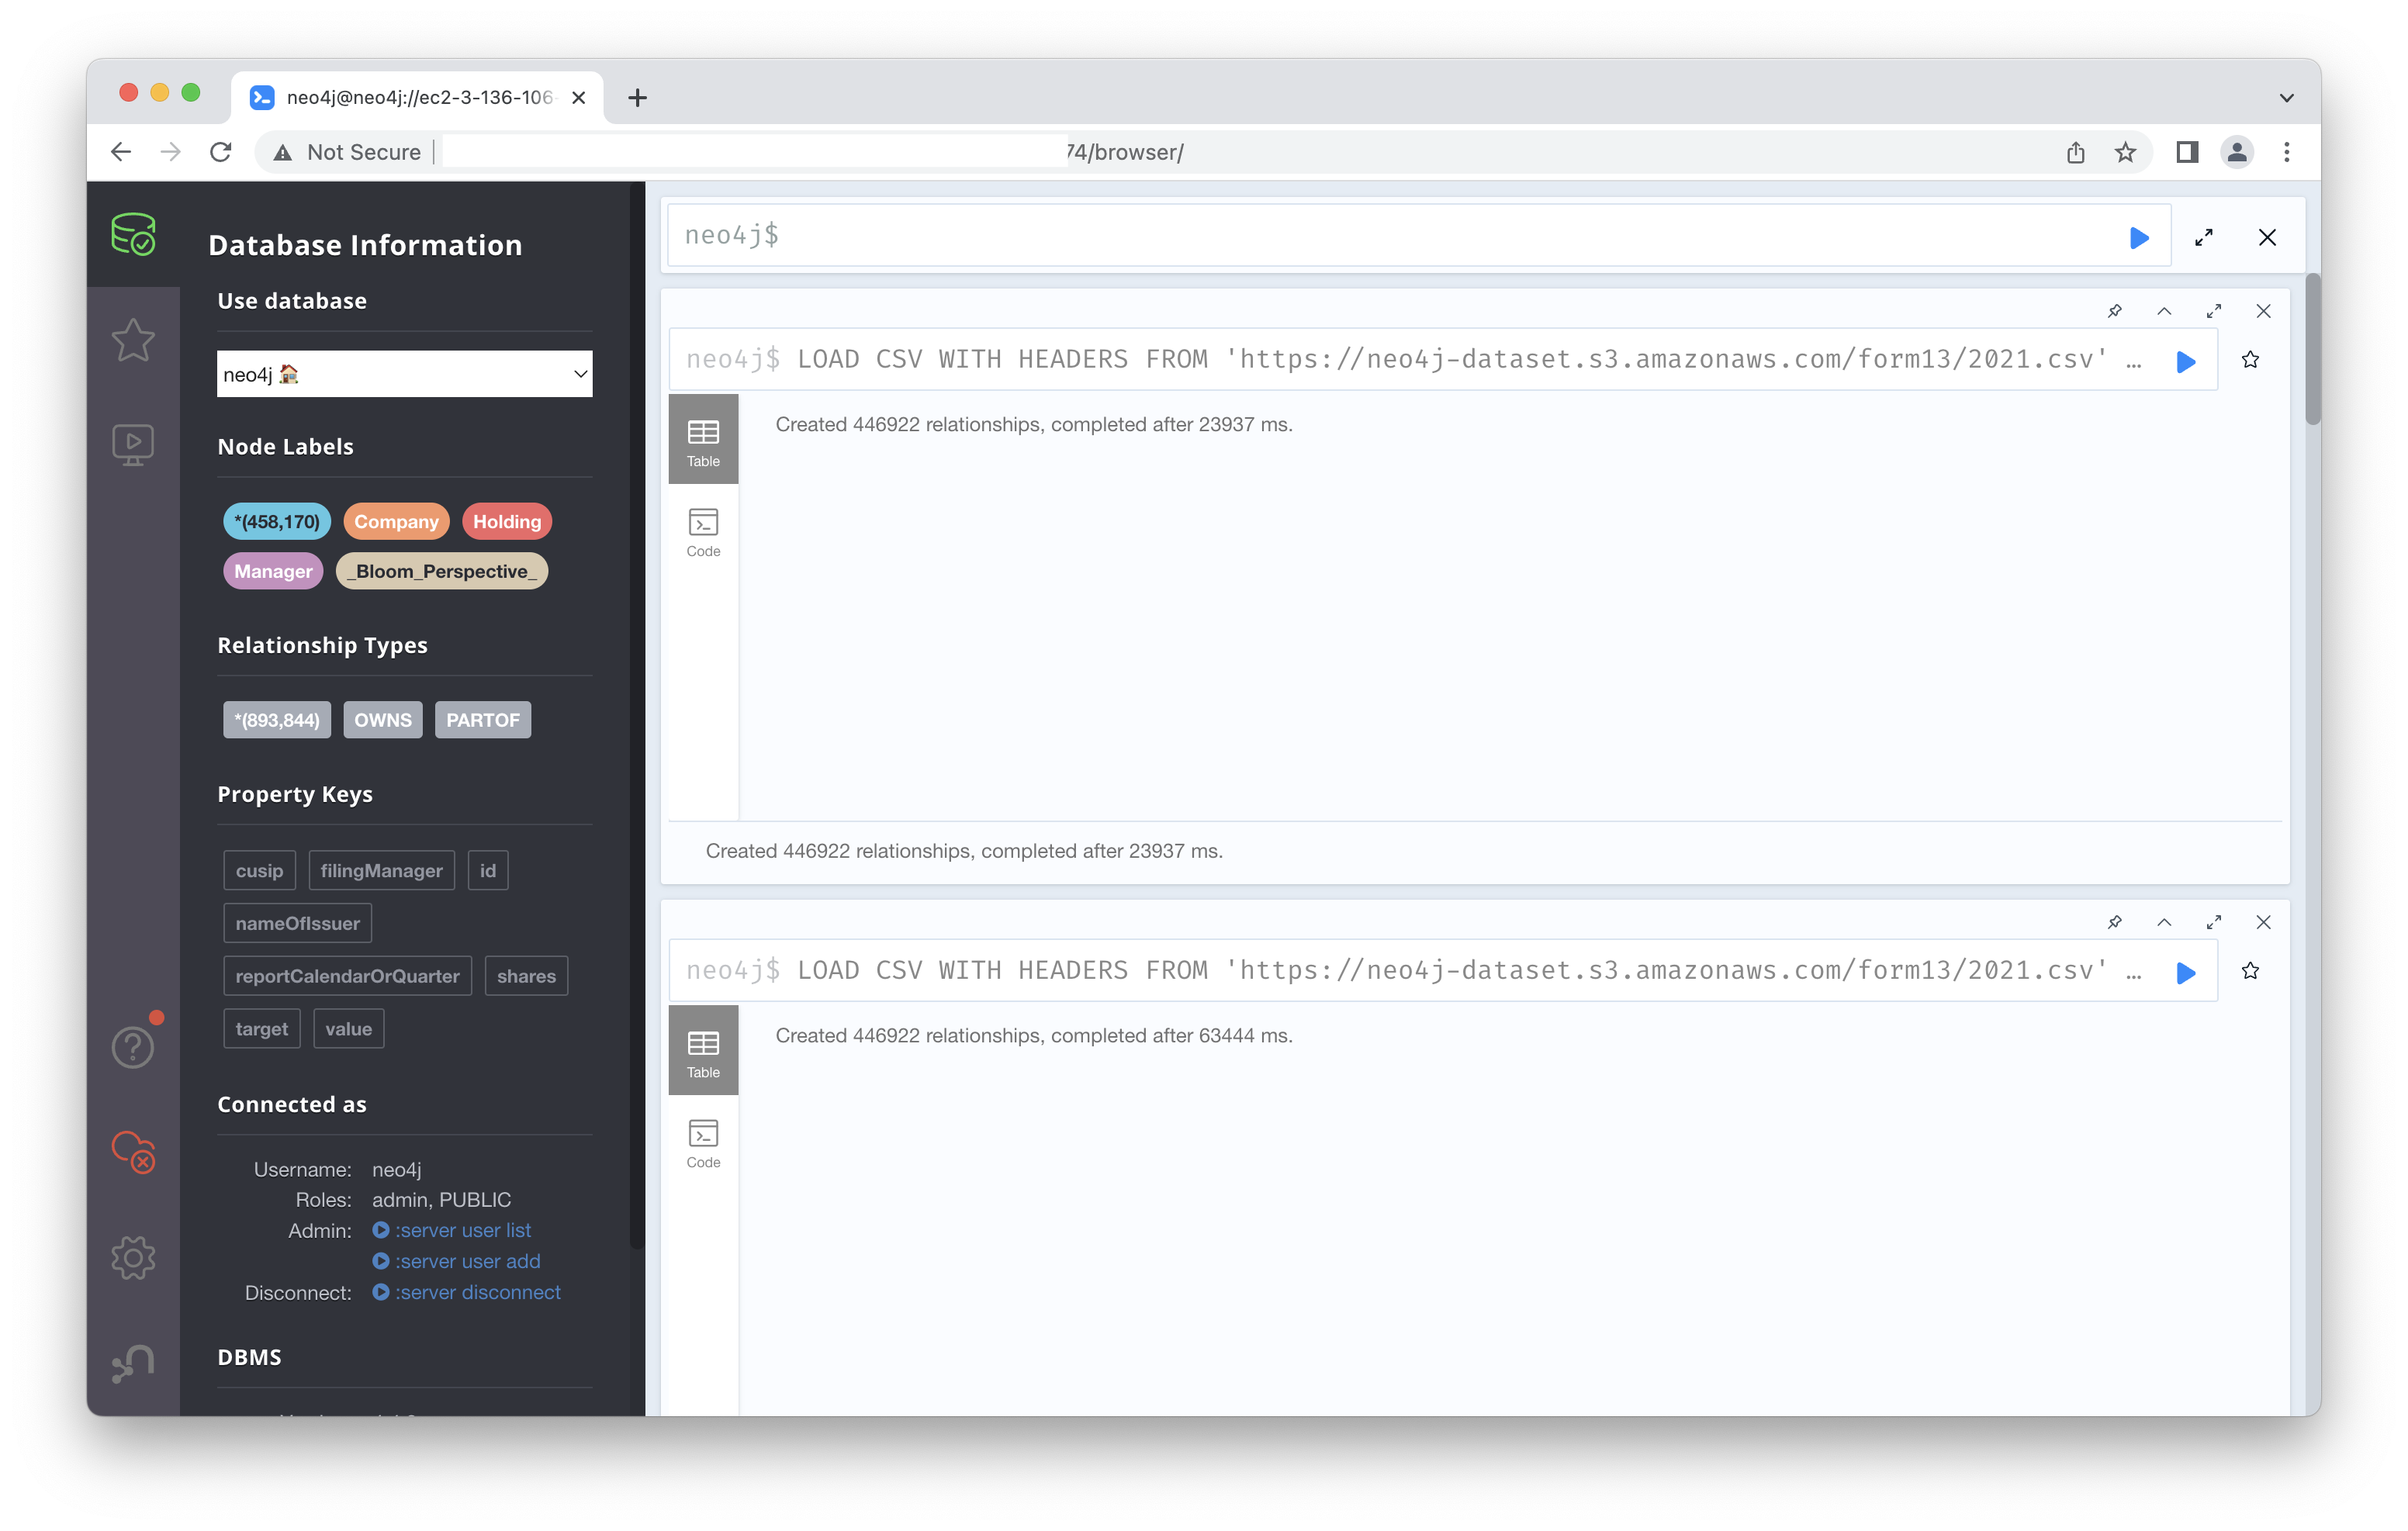 neo4j@neo4j://ec2-3-136-106
Not Secure
74/browser/
Database Information
Use database
neo4j
Node Labels
*(458,170) Company Holding
Manager _Bloom_Perspective_
Relationship Types
*(893,844) OWNS PARTOF
Property Keys
cusip filingManager id
nameOfIssuer
reportCalendarOrQuarter shares
target value
Connected as
Username: neo4j
Roles: admin, PUBLIC
Admin: :server user list
:server user add
Disconnect: :server disconnect
DBMS
neo4j$
neo4j$ LOAD CSV WITH HEADERS FROM 'https://neo4j-dataset.s3.amazonaws.com/form13/2021.csv' …
Table
Code
Created 446922 relationships, completed after 23937 ms.
Created 446922 relationships, completed after 23937 ms.
neo4j$ LOAD CSV WITH HEADERS FROM 'https://neo4j-dataset.s3.amazonaws.com/form13/2021.csv' …
Table
Code
Created 446922 relationships, completed after 63444 ms.